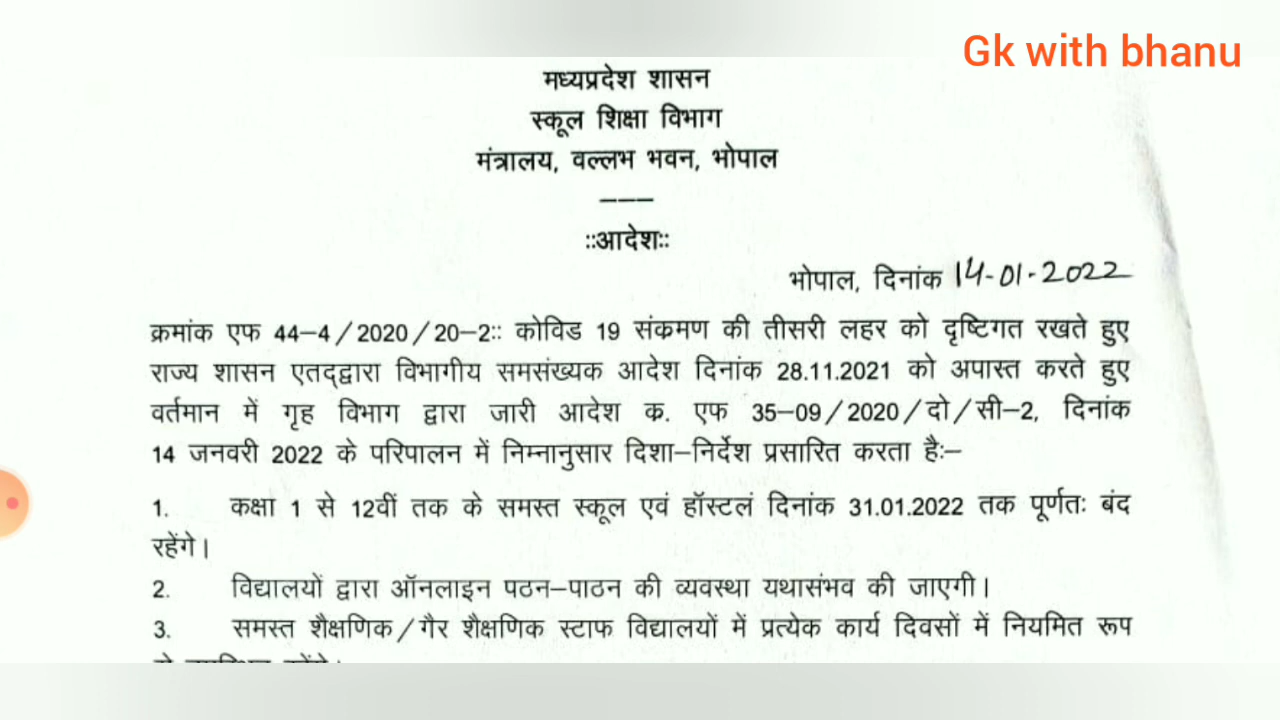 Gk with bhanu
मध्यप्रदेश शासन
स्कूल शिक्षा विभाग
मंत्रालय, वल्लभ भवन, भोपाल
———
::आदेश::
भोपाल, दिनांक 14-01-2022
क्रमांक एफ 44–4/2020/20–2:: कोविड 19 संक्रमण की तीसरी लहर को दृष्टिगत रखते हुए
राज्य शासन एतद्द्वारा विभागीय समसंख्यक आदेश दिनांक 28.11.2021 को अपास्त करते हुए
वर्तमान में गृह विभाग द्वारा जारी आदेश क्र. एफ 35–09/2020/दो/सी–2, दिनांक
14 जनवरी 2022 के परिपालन में निम्नानुसार दिशा–निर्देश प्रसारित करता है:–
1. कक्षा 1 से 12वीं तक के समस्त स्कूल एवं हॉस्टलं दिनांक 31.01.2022 तक पूर्णतः बंद
रहेंगे।
2. विद्यालयों द्वारा ऑनलाइन पठन–पाठन की व्यवस्था यथासंभव की जाएगी।
3. समस्त शैक्षणिक/गैर शैक्षणिक स्टाफ विद्यालयों में प्रत्येक कार्य दिवसों में नियमित रूप